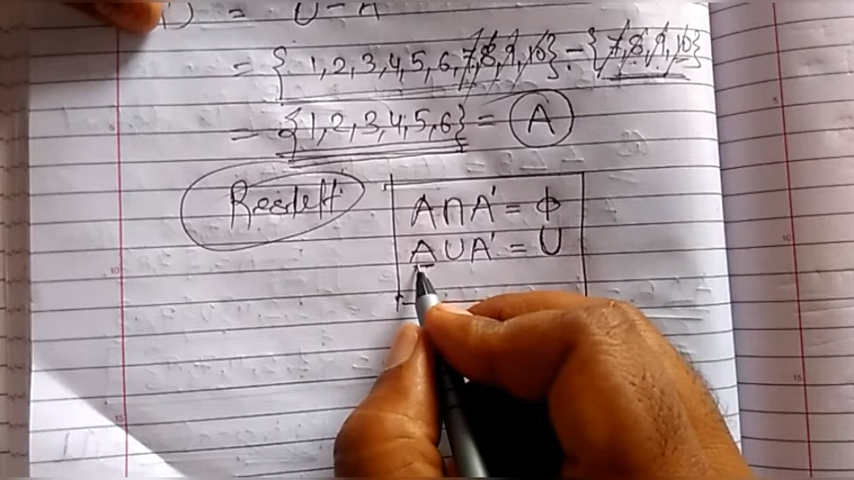 = U - A'
= { 1,2,3,4,5,6,7,8,9,10} - {7,8,9,10}
= {1,2,3,4,5,6} = A
Result
A∩A' = ϕ
A∪A' = U